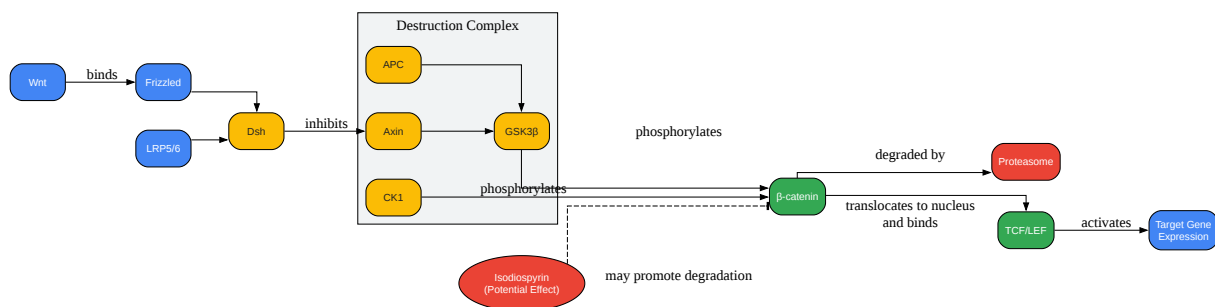 Destruction Complex
Wnt
binds
Frizzled
LRP5/6
Dsh
inhibits
APC
Axin
CK1
GSK3β
phosphorylates
phosphorylates
β-catenin
degraded by
Proteasome
translocates to nucleus
and binds
TCF/LEF
activates
Target Gene
Expression
Isodiospyrin
(Potential Effect)
may promote degradation